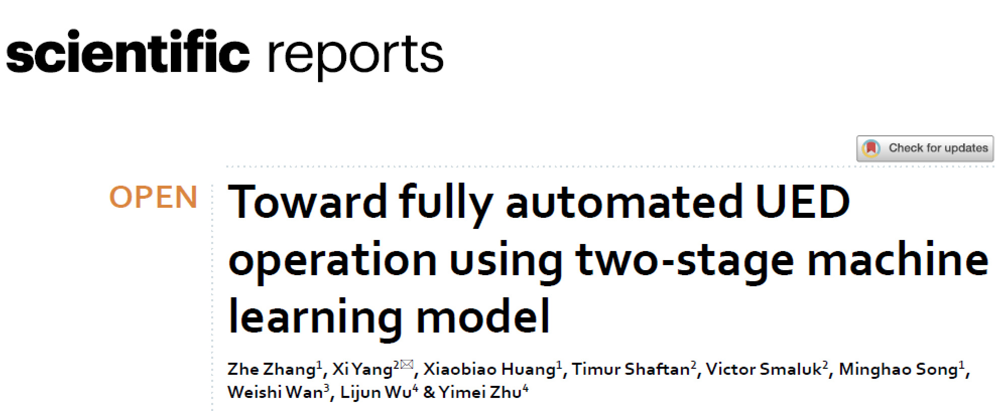 scientific reports
Check for updates
OPEN
Toward fully automated UED
operation using two-stage machine
learning model
Zhe Zhang¹, Xi Yang²✉, Xiaobiao Huang¹, Timur Shaftan², Victor Smaluk², Minghao Song¹,
Weishi Wan³, Lijun Wu⁴ & Yimei Zhu⁴